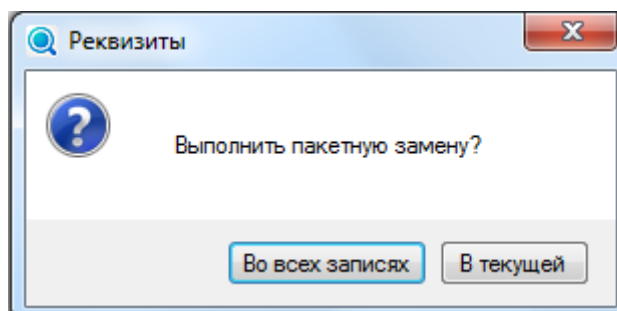 Реквизиты
Выполнить пакетную замену?
Во всех записях
В текущей